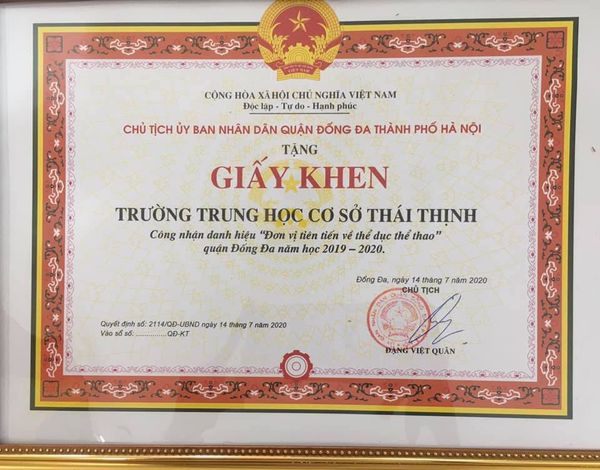 VIỆT NAM
CỘNG HÒA XÃ HỘI CHỦ NGHĨA VIỆT NAM
Độc lập - Tự do - Hạnh phúc
CHỦ TỊCH ỦY BAN NHÂN DÂN QUẬN ĐỐNG ĐA THÀNH PHỐ HÀ NỘI
TẶNG
GIẤY KHEN
TRƯỜNG TRUNG HỌC CƠ SỞ THÁI THỊNH
Công nhận danh hiệu “Đơn vị tiên tiến về thể dục thể thao”
quận Đống Đa năm học 2019 – 2020.
Đống Đa, ngày 14 tháng 7 năm 2020
CHỦ TỊCH
Quyết định số: 2114/QĐ-UBND ngày 14 tháng 7 năm 2020
Vào sổ số: ................QĐ-KT
ĐẶNG VIỆT QUÂN